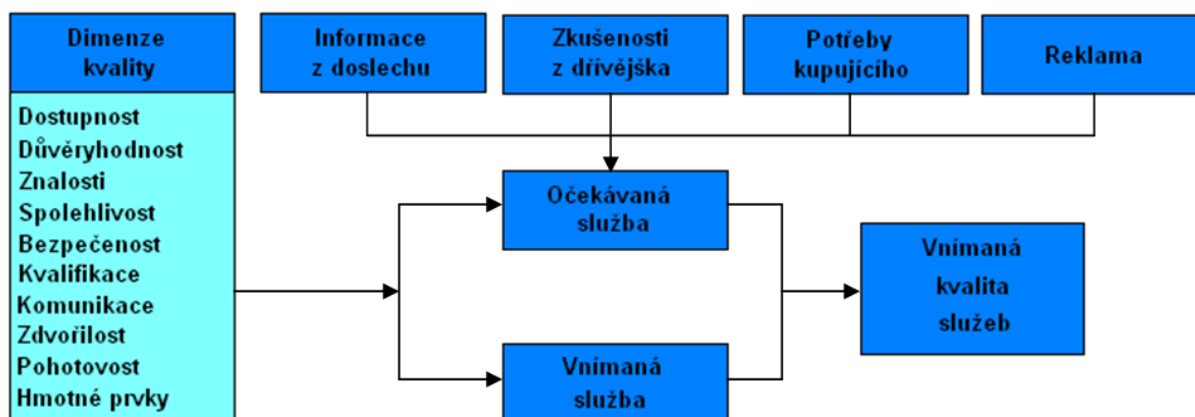 Dimenze
kvality
Informace
z doslechu
Zkušenosti
z dřívějška
Potřeby
kupujícího
Reklama
Dostupnost
Důvěryhodnost
Znalosti
Spolehlivost
Bezpečenost
Kvalifikace
Komunikace
Zdvořilost
Pohotovost
Hmotné prvky
Očekávaná
služba
Vnímaná
služba
Vnímaná
kvalita
služeb